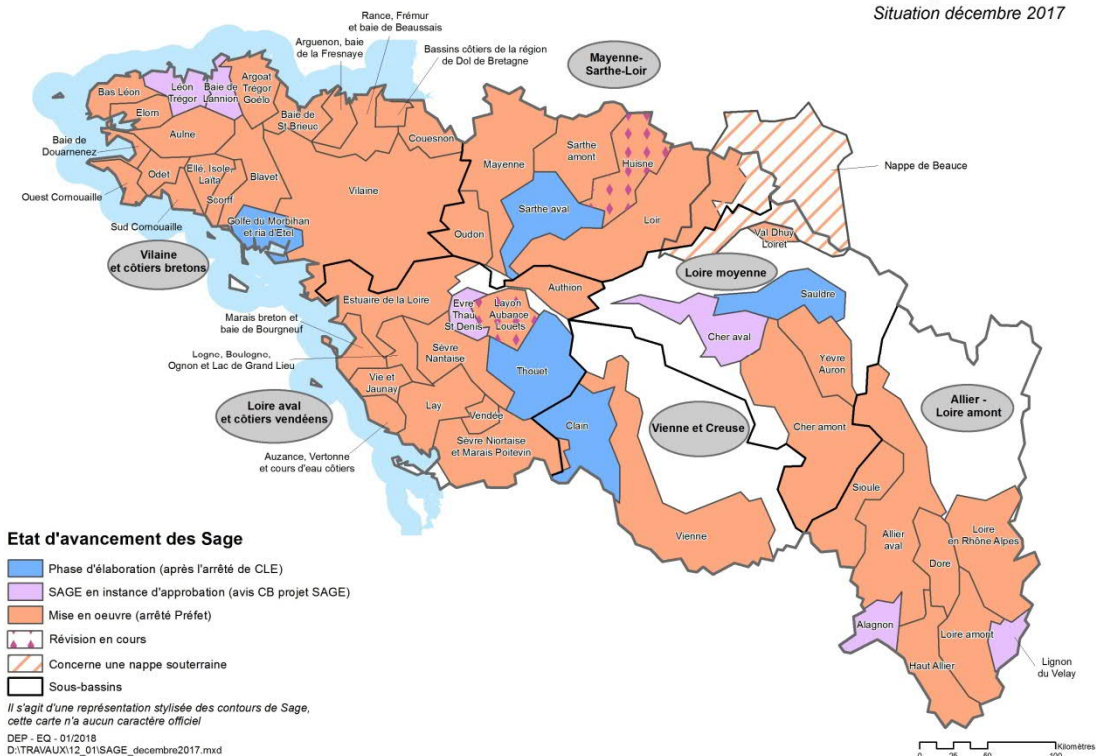 Situation décembre 2017
Rance, Frémur
et baie de Beaussais
Arguenon, baie
de la Fresnaye
Bassins côtiers de la région
de Dol de Bretagne
Mayenne-
Sarthe-Loir
Bas Léon
Léon
Trégor
Baie de
Lannion
Argoat
Trégor
Goélo
Elorn
Baie de
St Brieuc
Couesnon
Aulne
Baie de
Douarnenez
Mayenne
Sarthe
amont
Huisne
Nappe de Beauce
Odet
Ellé, Isole,
Laïta
Blavet
Vilaine
Ouest Cornouaille
Scorff
Sarthe aval
Loir
Sud Cornouaille
Golfe du Morbihan
et ria d'Etel
Oudon
Val Dhuy
Loiret
Vilaine
et côtiers bretons
Loire moyenne
Estuaire de la Loire
Authion
Sauldre
Evre
Thau
St Denis
Layon
Aubance
Louets
Marais breton et
baie de Bourgneuf
Cher aval
Logne, Boulogne,
Ognon et Lac de Grand Lieu
Sèvre
Nantaise
Thouet
Yèvre
Auron
Vie et
Jaunay
Allier -
Loire amont
Loire aval
et côtiers vendéens
Lay
Vendée
Clain
Vienne et Creuse
Cher amont
Auzance, Vertonne
et cours d'eau côtiers
Sèvre Niortaise
et Marais Poitevin
Sioule
Vienne
Allier
aval
Loire
en Rhône Alpes
Dore
Alagnon
Loire amont
Haut Allier
Lignon
du Velay
Etat d'avancement des Sage
Phase d'élaboration (après l'arrêté de CLE)
SAGE en instance d'approbation (avis CB projet SAGE)
Mise en oeuvre (arrêté Préfet)
Révision en cours
Concerne une nappe souterraine
Sous-bassins
Il s'agit d'une représentation stylisée des contours de Sage,
cette carte n'a aucun caractère officiel
DEP - EQ - 01/2018
D:\TRAVAUX\12_01\SAGE_decembre2017.mxd
Kilomètres
0 25 50 100